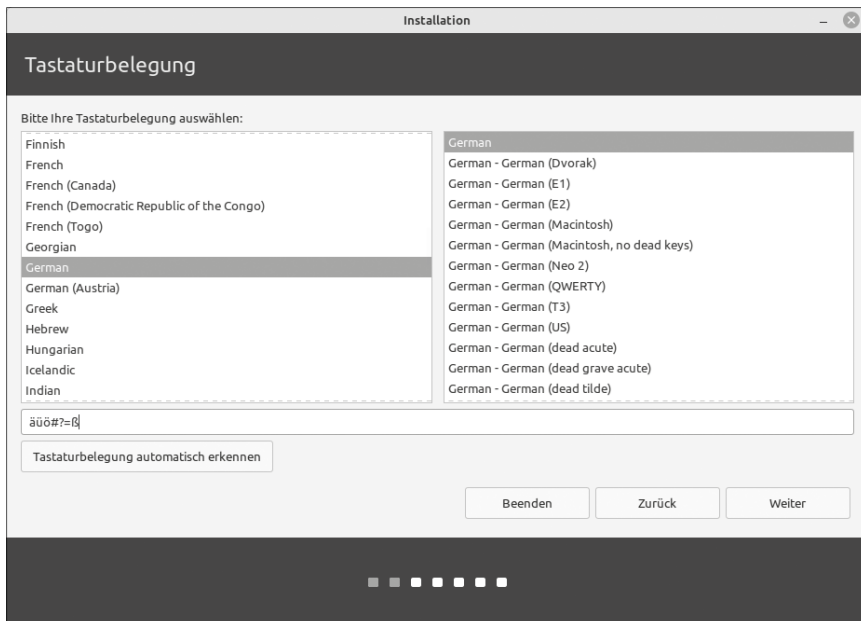 Installation
Tastaturbelegung
Bitte Ihre Tastaturbelegung auswählen:
Finnish
French
French (Canada)
French (Democratic Republic of the Congo)
French (Togo)
Georgian
German
German (Austria)
Greek
Hebrew
Hungarian
Icelandic
Indian
German
German - German (Dvorak)
German - German (E1)
German - German (E2)
German - German (Macintosh)
German - German (Macintosh, no dead keys)
German - German (Neo 2)
German - German (QWERTY)
German - German (T3)
German - German (US)
German - German (dead acute)
German - German (dead grave acute)
German - German (dead tilde)
äüö#?=ß
Tastaturbelegung automatisch erkennen
Beenden
Zurück
Weiter